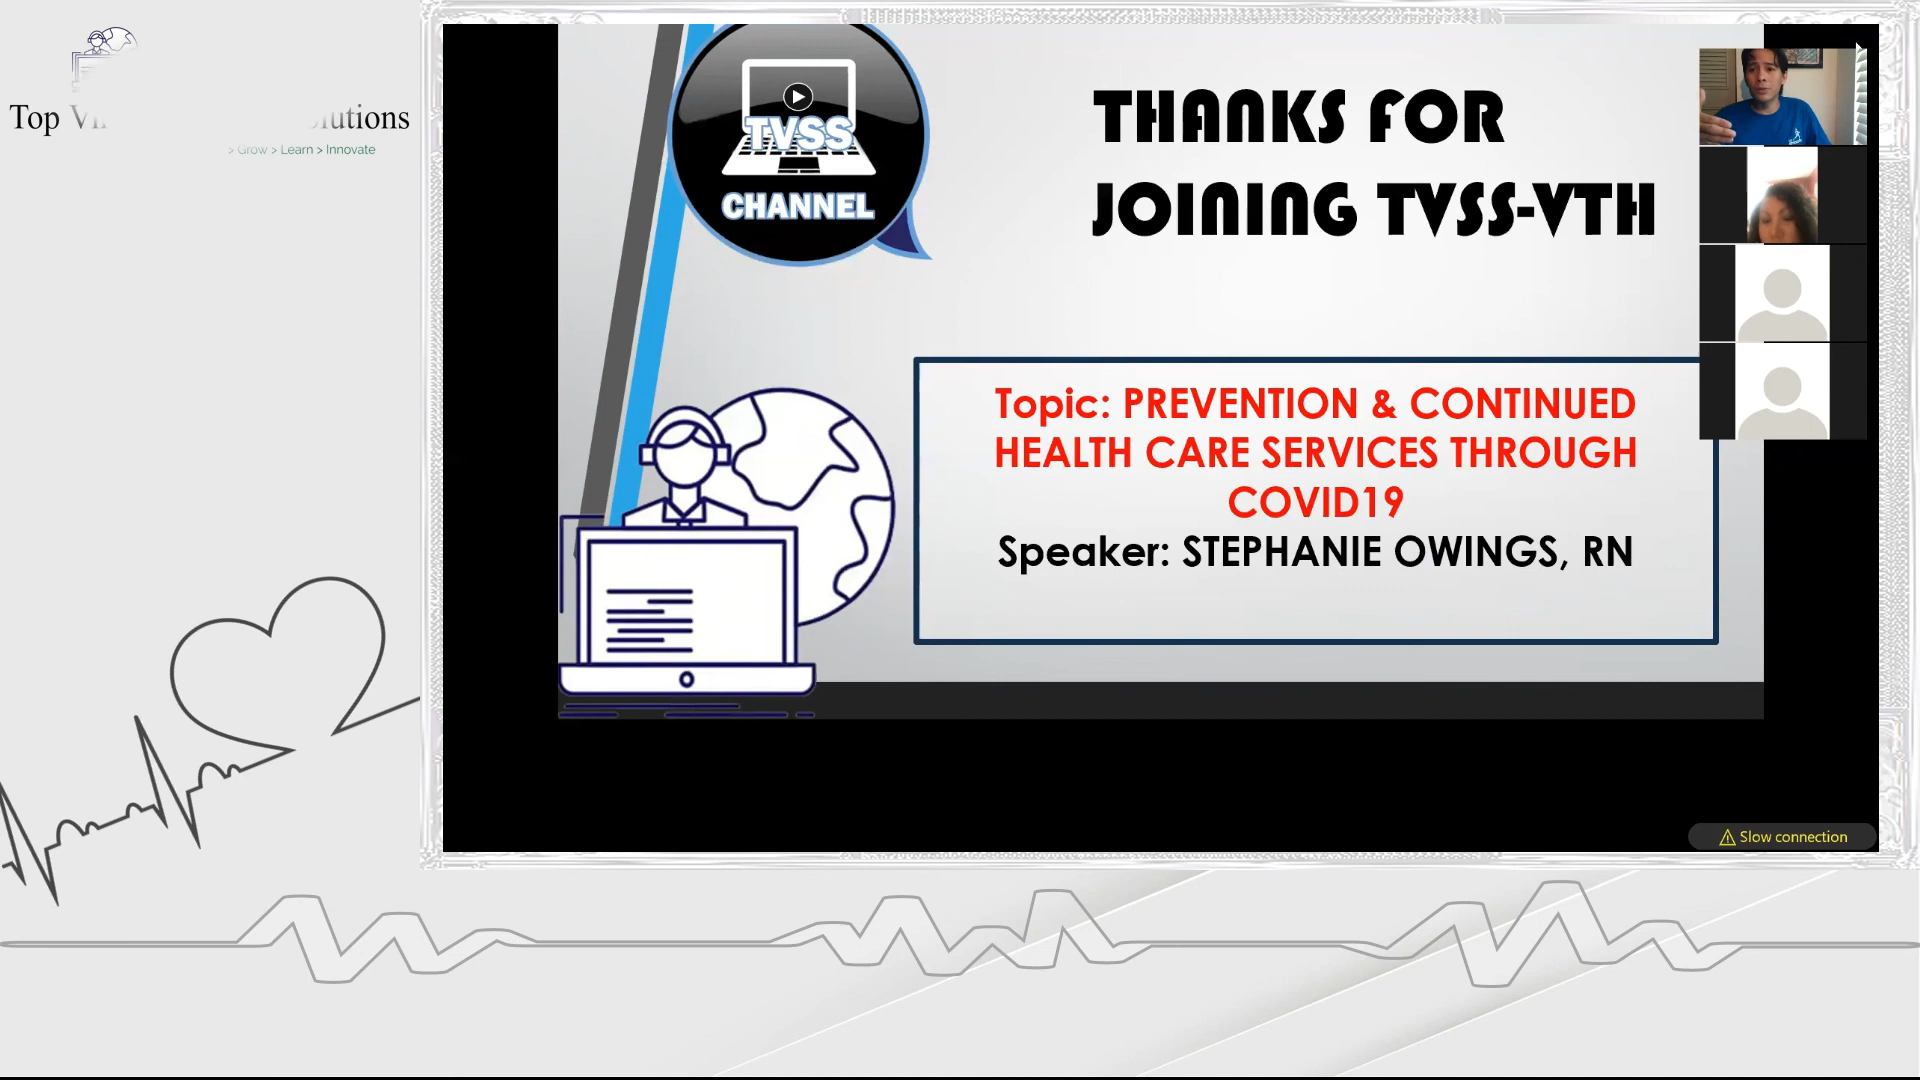 Top
> Grow > Learn > Innovate
TVSS
CHANNEL
THANKS FOR
JOINING TVSS-VTH
Topic: PREVENTION & CONTINUED
HEALTH CARE SERVICES THROUGH
COVID19
Speaker: STEPHANIE OWINGS, RN
Slow connection